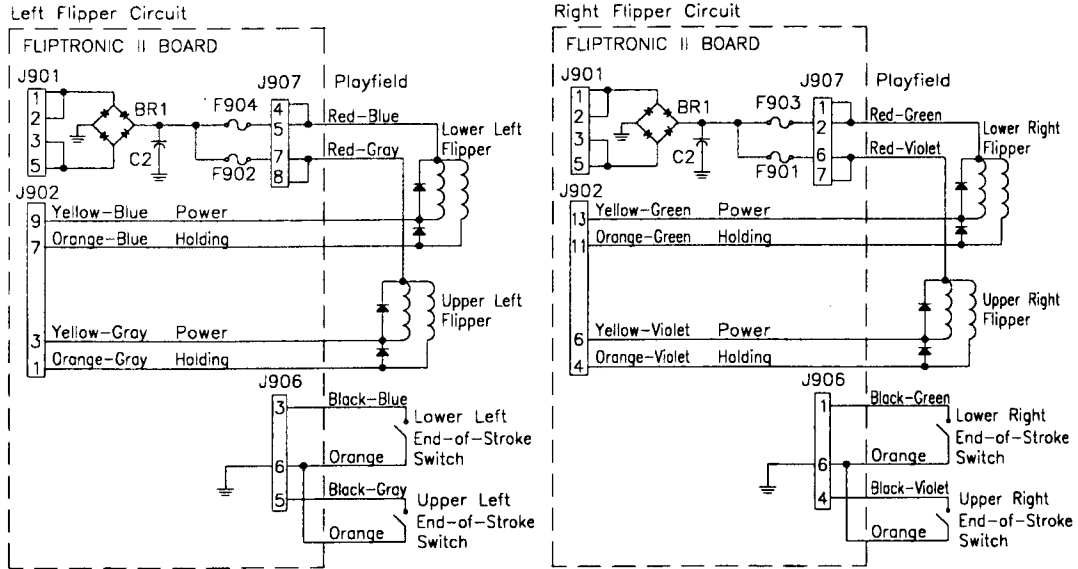 Left Flipper Circuit
FLIPTRONIC II BOARD
J901
1
2
3
5
BR1
C2
F904
F902
J907
4
5
7
8
Playfield
Red-Blue
Red-Gray
Lower Left
Flipper
J902
9
Yellow-Blue Power
7
Orange-Blue Holding
Upper Left
Flipper
3
Yellow-Gray Power
1
Orange-Gray Holding
J906
3
Black-Blue
Lower Left
End-of-Stroke
Switch
6
Orange
5
Black-Gray
Upper Left
End-of-Stroke
Switch
Orange
Right Flipper Circuit
FLIPTRONIC II BOARD
J901
1
2
3
5
BR1
C2
F903
F901
J907
1
2
6
7
Playfield
Red-Green
Red-Violet
Lower Right
Flipper
J902
13
Yellow-Green Power
11
Orange-Green Holding
Upper Right
Flipper
6
Yellow-Violet Power
4
Orange-Violet Holding
J906
1
Black-Green
Lower Right
End-of-Stroke
Switch
6
Orange
4
Black-Violet
Upper Right
End-of-Stroke
Switch
Orange